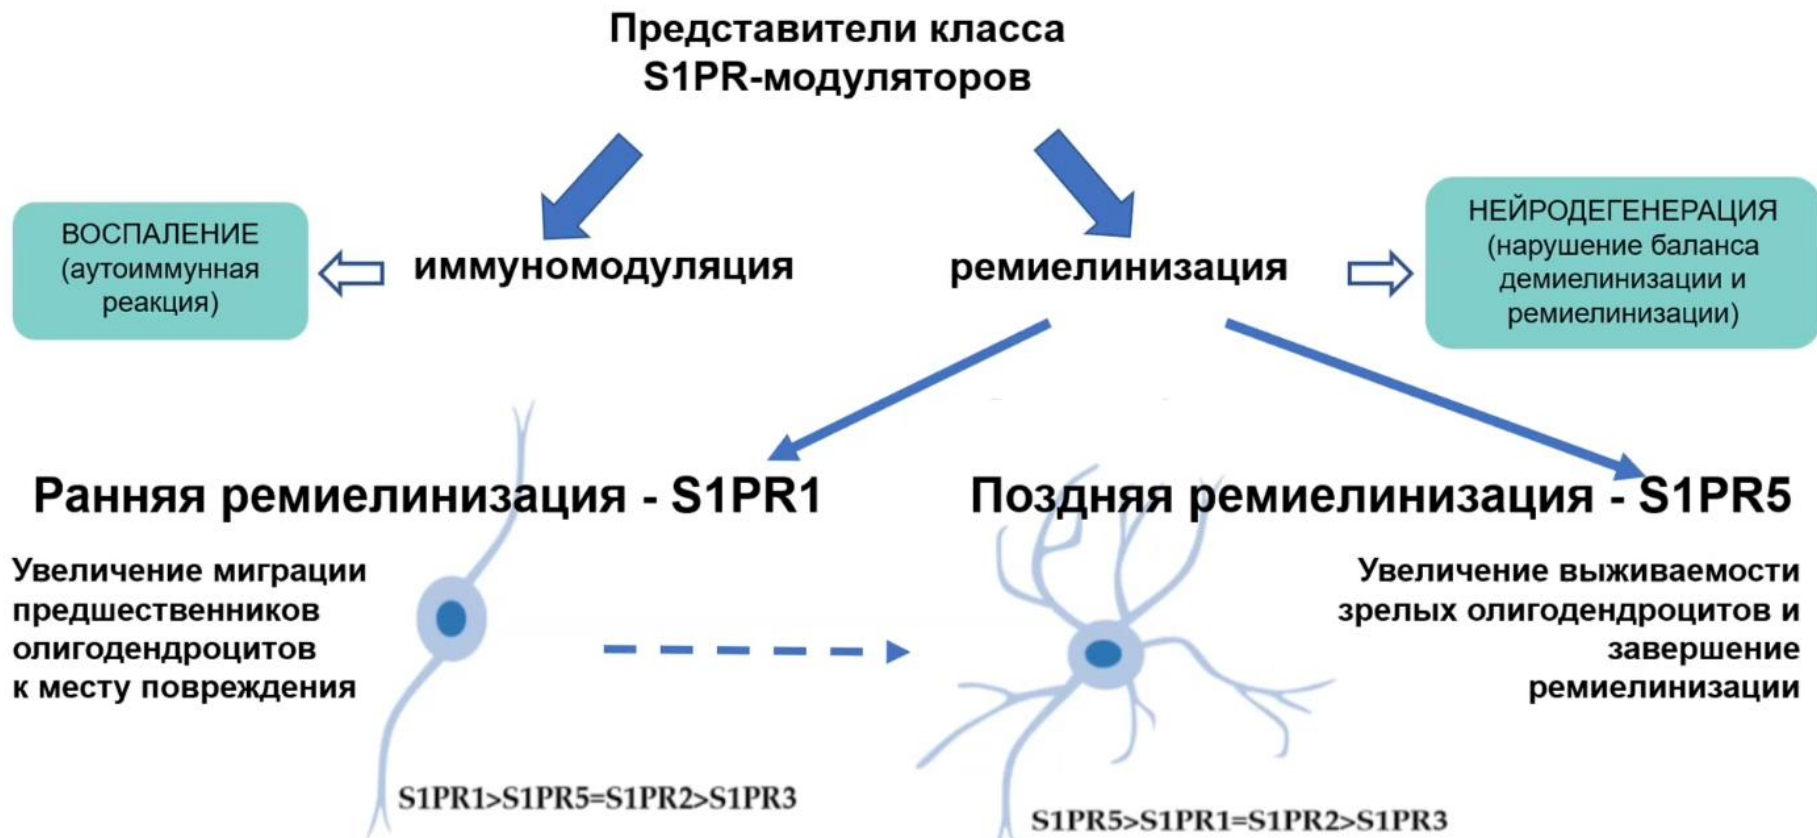 Представители класса
S1PR-модуляторов
ВОСПАЛЕНИЕ
(аутоиммунная
реакция)
иммуномодуляция
ремиелинизация
НЕЙРОДЕГЕНЕРАЦИЯ
(нарушение баланса
демиелинизации и
ремиелинизации)
Ранняя ремиелинизация - S1PR1
Увеличение миграции
предшественников
олигодендроцитов
к месту повреждения
S1PR1>S1PR5=S1PR2>S1PR3
Поздняя ремиелинизация - S1PR5
Увеличение выживаемости
зрелых олигодендроцитов и
завершение
ремиелинизации
S1PR5>S1PR1=S1PR2>S1PR3